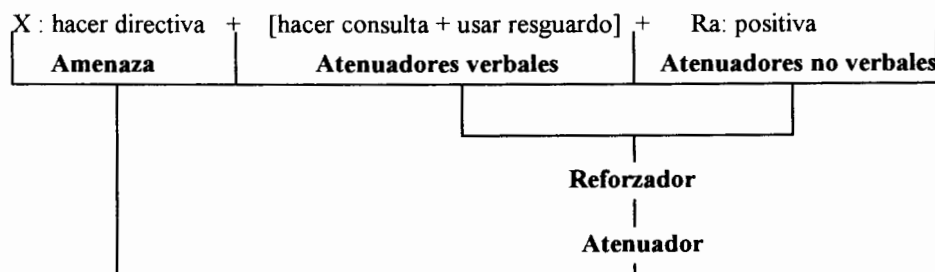 X : hacer directiva + [hacer consulta + usar resguardo] + Ra: positiva
Amenaza Atenuadores verbales Atenuadores no verbales
Reforzador
Atenuador